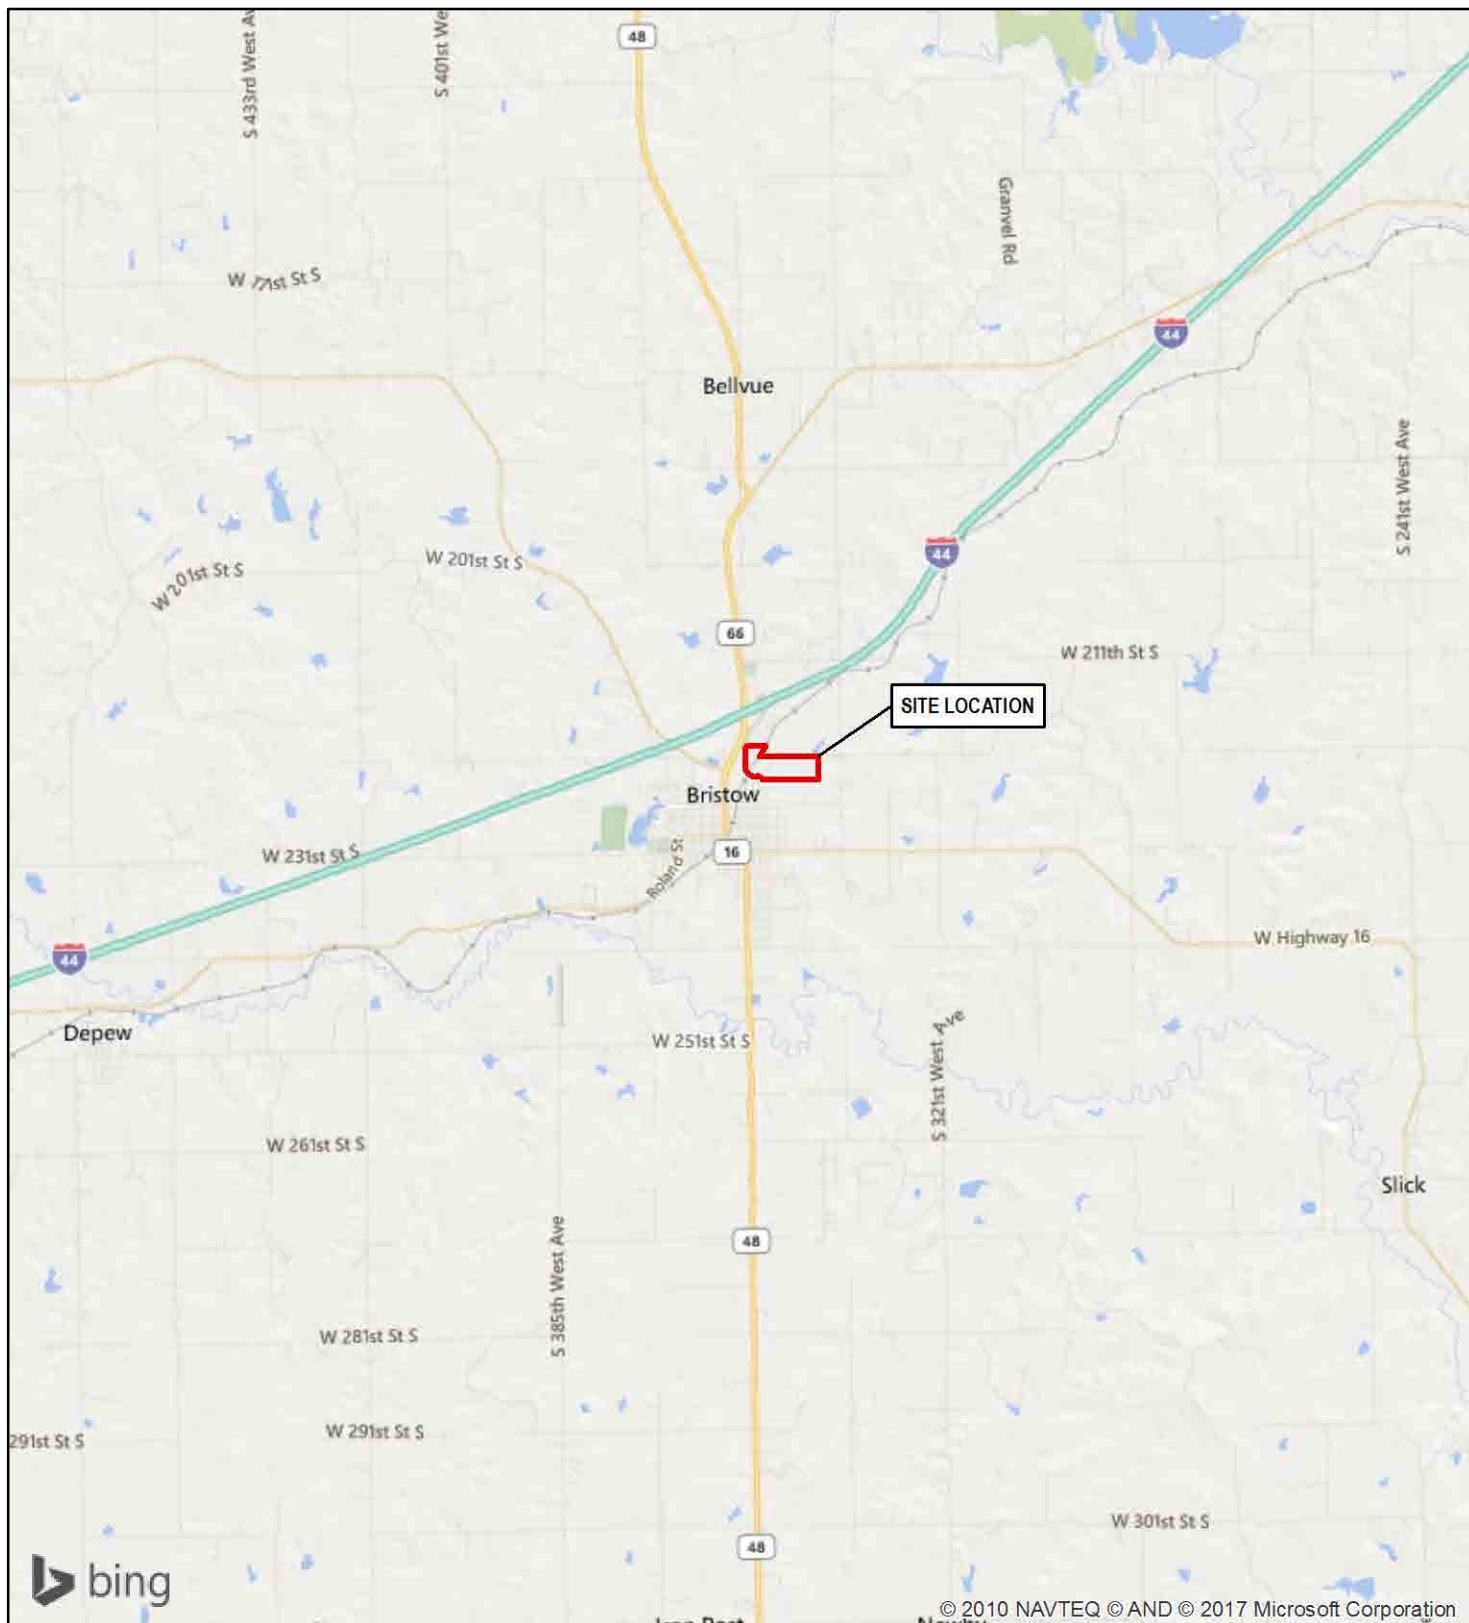 S 433rd West Av
S 401st We
48
Granvel Rd
W 171st St S
44
Bellvue
S 241st West Ave
W 201st St S
W 201st St S
44
66
W 211th St S
SITE LOCATION
Bristow
16
W 231st St S
Roland St
W Highway 16
44
Depew
W 251st St S
S 321st West Ave
W 261st St S
Slick
48
S 385th West Ave
W 281st St S
291st St S
W 291st St S
W 301st St S
48
bing
© 2010 NAVTEQ © AND © 2017 Microsoft Corporation